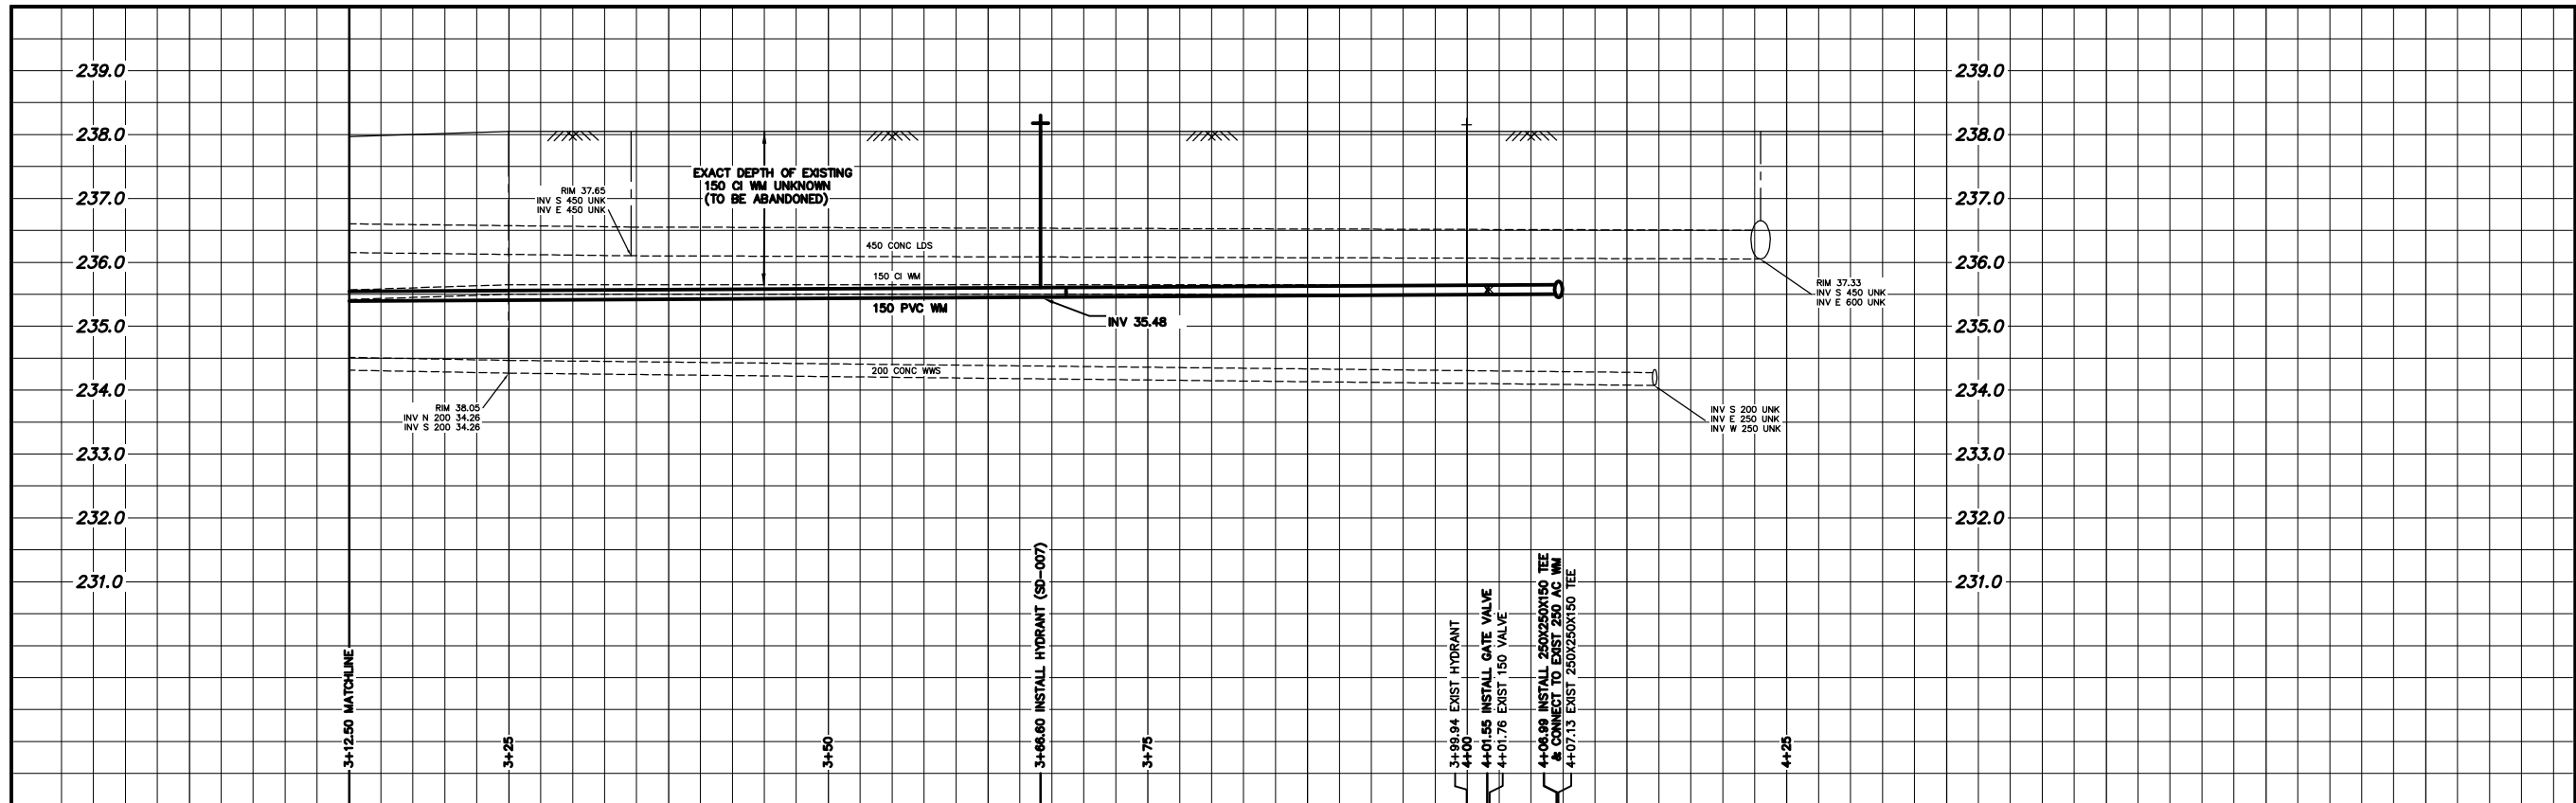 239.0
239.0
238.0
238.0
EXACT DEPTH OF EXISTING
150 CI WM UNKNOWN
(TO BE ABANDONED)
RIM 37.65
INV S 450 UNK
INV E 450 UNK
237.0
237.0
450 CONC LDS
236.0
236.0
150 CI WM
RIM 37.33
INV S 450 UNK
INV E 600 UNK
150 PVC WM
INV 35.48
235.0
235.0
200 CONC WWS
234.0
234.0
RIM 38.05
INV N 200 34.26
INV S 200 34.26
INV S 200 UNK
INV E 250 UNK
INV W 250 UNK
233.0
233.0
232.0
232.0
231.0
231.0
3+12.50 MATCHLINE
3+25
3+50
3+66.60 INSTALL HYDRANT (SD-007)
3+75
3+99.94 EXIST HYDRANT
4+00
4+01.55 INSTALL GATE VALVE
4+01.76 EXIST 150 VALVE
4+06.99 INSTALL 250X250X150 TEE
& CONNECT TO EXIST 250 AC WM
4+07.13 EXIST 250X250X150 TEE
4+25